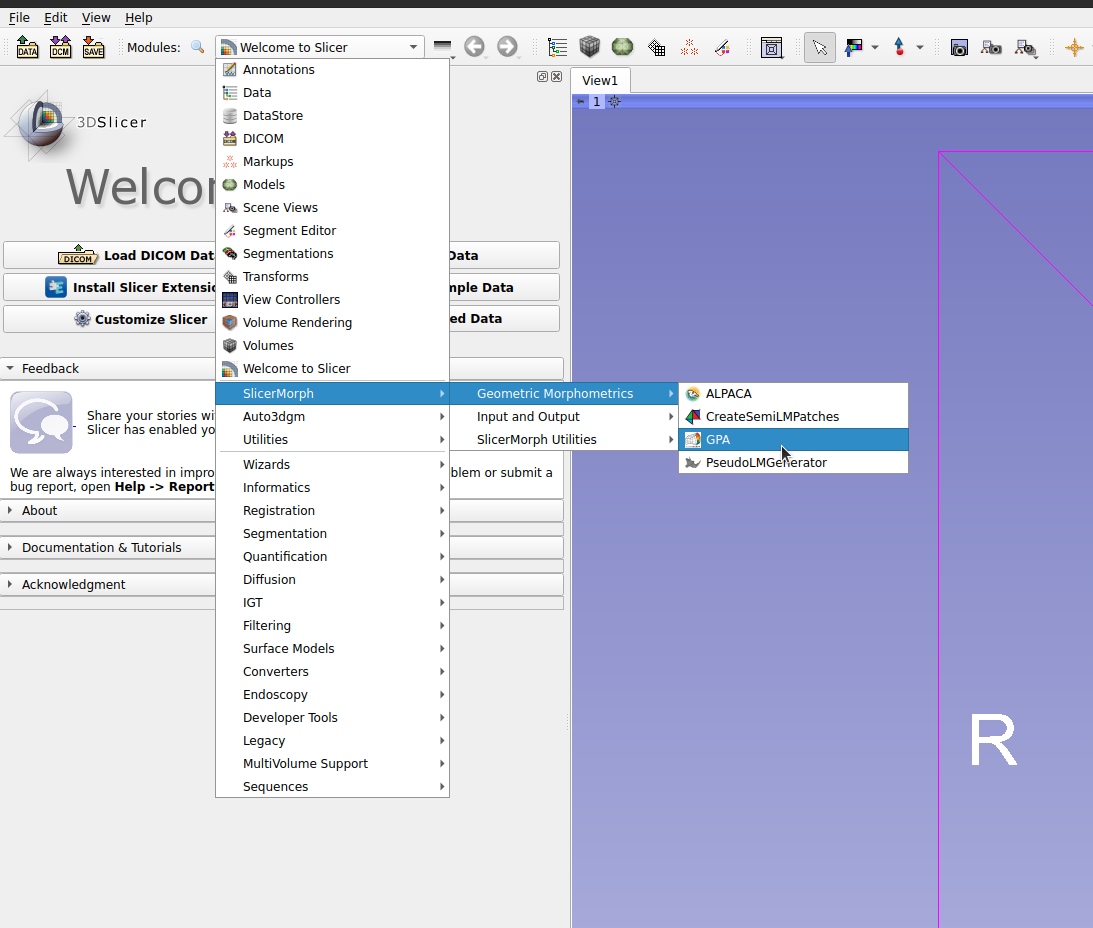 File Edit View Help
DATA DCM SAVE Modules: Welcome to Slicer
View1
1
3DSlicer
Welcor
Load DICOM Dat
Data
DICOM
Install Slicer Extensio
mple Data
Customize Slicer
ed Data
Feedback
Share your stories wi
Slicer has enabled yo
We are always interested in impro
blem or submit a
bug report, open Help -> Report
About
Documentation & Tutorials
Acknowledgment
Annotations
Data
DataStore
DICOM
Markups
Models
Scene Views
Segment Editor
Segmentations
Transforms
View Controllers
Volume Rendering
Volumes
Welcome to Slicer
SlicerMorph
Auto3dgm
Utilities
Wizards
Informatics
Registration
Segmentation
Quantification
Diffusion
IGT
Filtering
Surface Models
Converters
Endoscopy
Developer Tools
Legacy
MultiVolume Support
Sequences
Geometric Morphometrics
Input and Output
SlicerMorph Utilities
ALPACA
CreateSemiLMPatches
GPA
PseudoLMGenerator
R